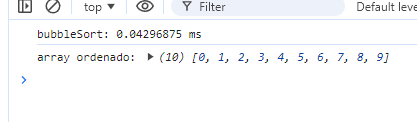 top Filter Default leve
bubbleSort: 0.04296875 ms
array ordenado: (10) [0, 1, 2, 3, 4, 5, 6, 7, 8, 9]